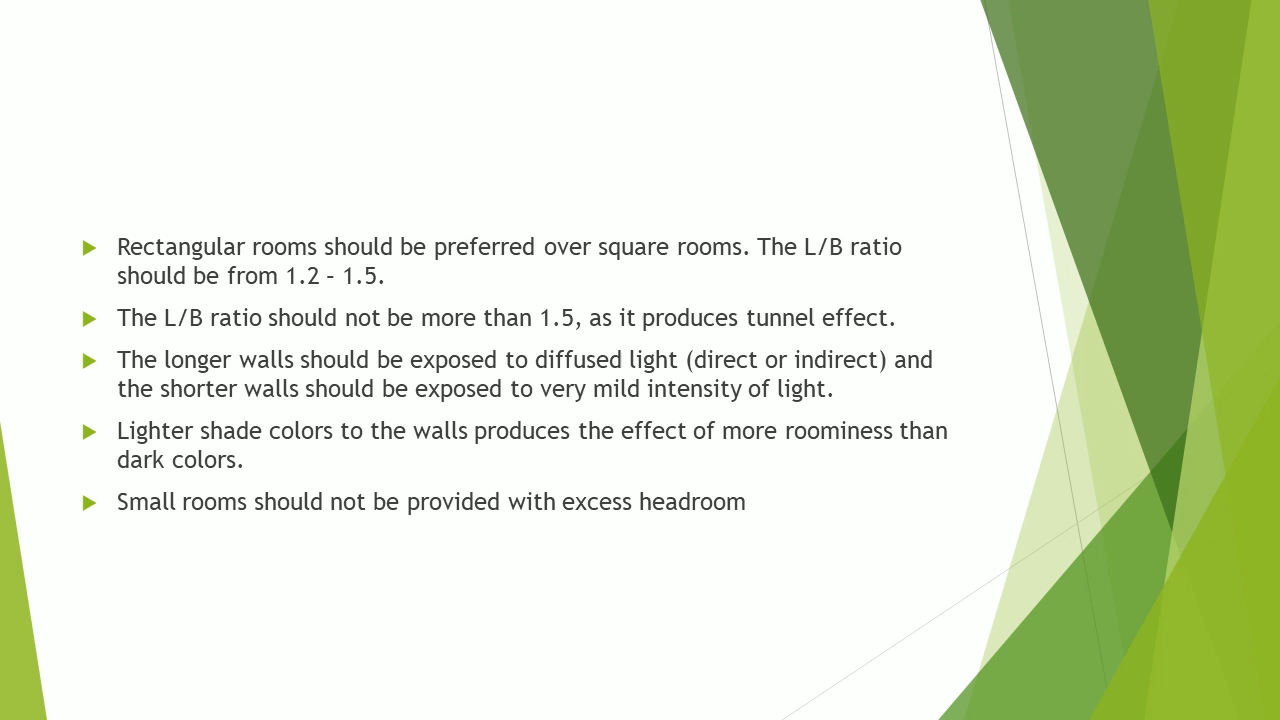 Rectangular rooms should be preferred over square rooms. The L/B ratio
should be from 1.2 – 1.5.
The L/B ratio should not be more than 1.5, as it produces tunnel effect.
The longer walls should be exposed to diffused light (direct or indirect) and
the shorter walls should be exposed to very mild intensity of light.
Lighter shade colors to the walls produces the effect of more roominess than
dark colors.
Small rooms should not be provided with excess headroom